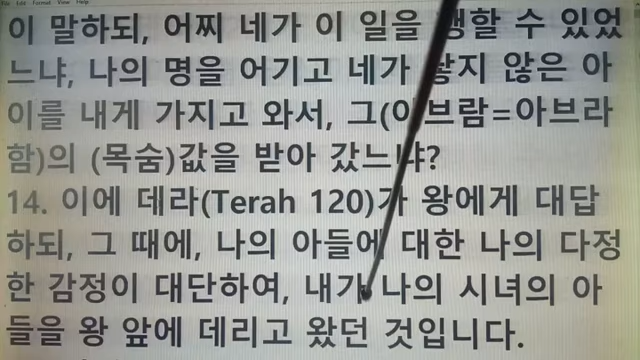 File Edit Format View Help
이 말하되, 어찌 네가 이 일을 행할 수 있었
느냐, 나의 명을 어기고 네가 낳지 않은 아
이를 내게 가지고 와서, 그(아브람=아브라
함)의 (목숨)값을 받아 갔느냐?
14. 이에 데라(Terah 120)가 왕에게 대답
하되, 그 때에, 나의 아들에 대한 나의 다정
한 감정이 대단하여, 내가 나의 시녀의 아
들을 왕 앞에 데리고 왔던 것입니다.